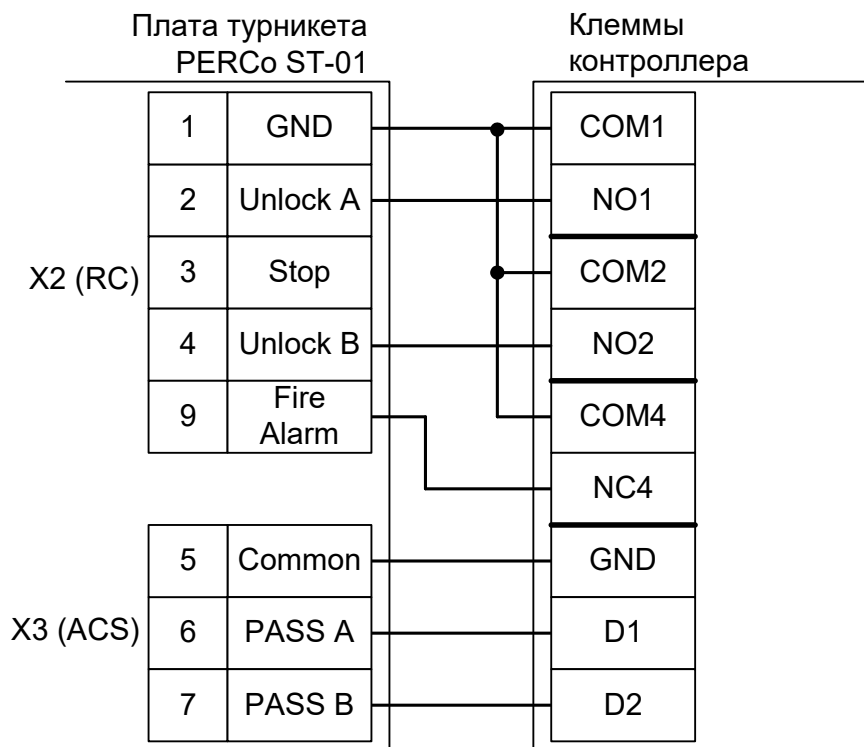 Плата турникета
PERCo ST-01
Клеммы
контроллера
X2 (RC)
1 GND
2 Unlock A
3 Stop
4 Unlock B
9 Fire
Alarm
COM1
NO1
COM2
NO2
COM4
NC4
X3 (ACS)
5 Common
6 PASS A
7 PASS B
GND
D1
D2